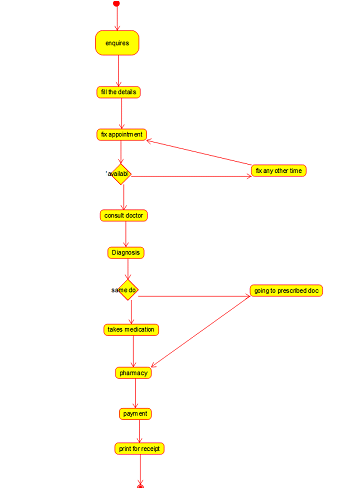 enquires
fill the details
fix appointment
fix any other time
'availabl
consult doctor
Diagnosis
same do
going to prescribed doc
takes medication
pharmacy
payment
print for receipt